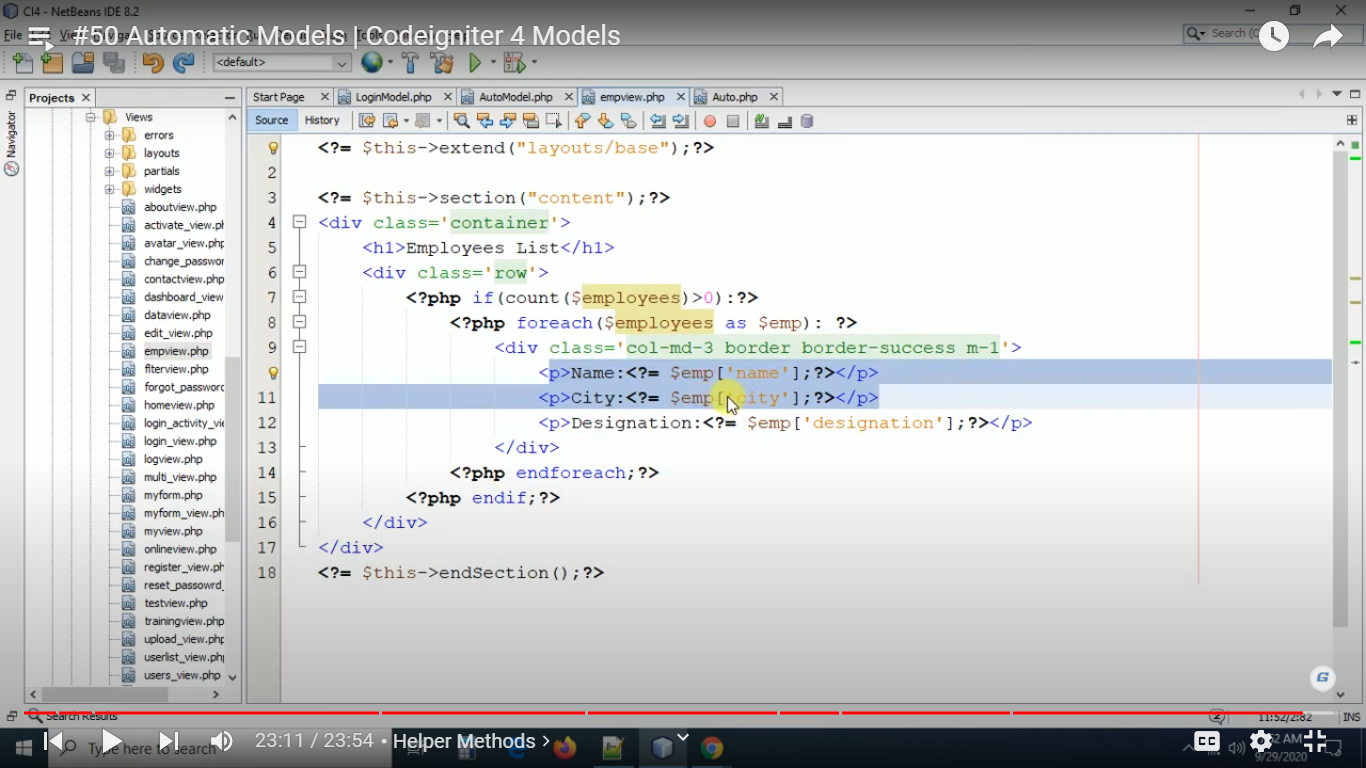 CI4 - NetBeans IDE 8.2
#50 Automatic Models | Codeigniter 4 Models
File
<default>
Search (C
Projects
Navigator
Start Page
LoginModel.php
AutoModel.php
empview.php
Auto.php
Source
History
Views
errors
layouts
partials
widgets
aboutview.php
activate_view.ph
avatar_view.php
change_passwor
contactview.php
dashboard_view
dataview.php
edit_view.php
empview.php
flterview.php
forgot_password
homeview.php
login_activity_vie
login_view.php
logview.php
multi_view.php
myform.php
myform_view.ph
myview.php
onlineview.php
register_view.ph
reset_passowrd_
testview.php
trainingview.php
upload_view.php
userlist_view.ph
users_view.php
<?= $this->extend("layouts/base");?>
2
3 <?= $this->section("content");?>
4 <div class='container'>
5 <h1>Employees List</h1>
6 <div class='row'>
7 <?php if(count($employees)>0):?>
8 <?php foreach($employees as $emp): ?>
9 <div class='col-md-3 border border-success m-1'>
<p>Name:<?= $emp['name'];?></p>
11 <p>City:<?= $emp['city'];?></p>
12 <p>Designation:<?= $emp['designation'];?></p>
13 </div>
14 <?php endforeach;?>
15 <?php endif;?>
16 </div>
17 </div>
18 <?= $this->endSection();?>
G
Search Results
11:52/2:82
INS
Type here to search
23:11 / 23:54 • Helper Methods >
CC
AM
9/29/2020